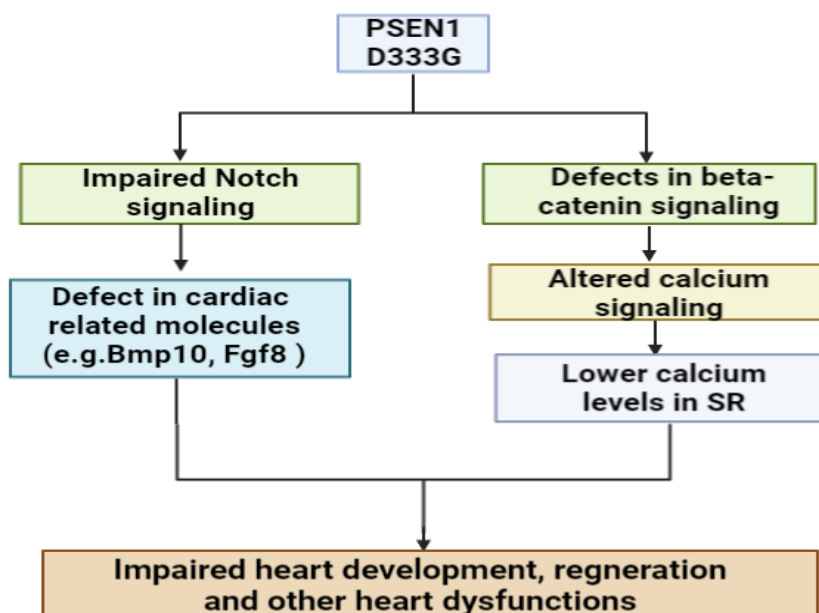 PSEN1
D333G
Impaired Notch
signaling
Defects in beta-
catenin signaling
Defect in cardiac
related molecules
(e.g.Bmp10, Fgf8 )
Altered calcium
signaling
Lower calcium
levels in SR
Impaired heart development, regneration
and other heart dysfunctions